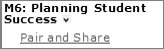 M6: Planning Student
Success
Pair and Share